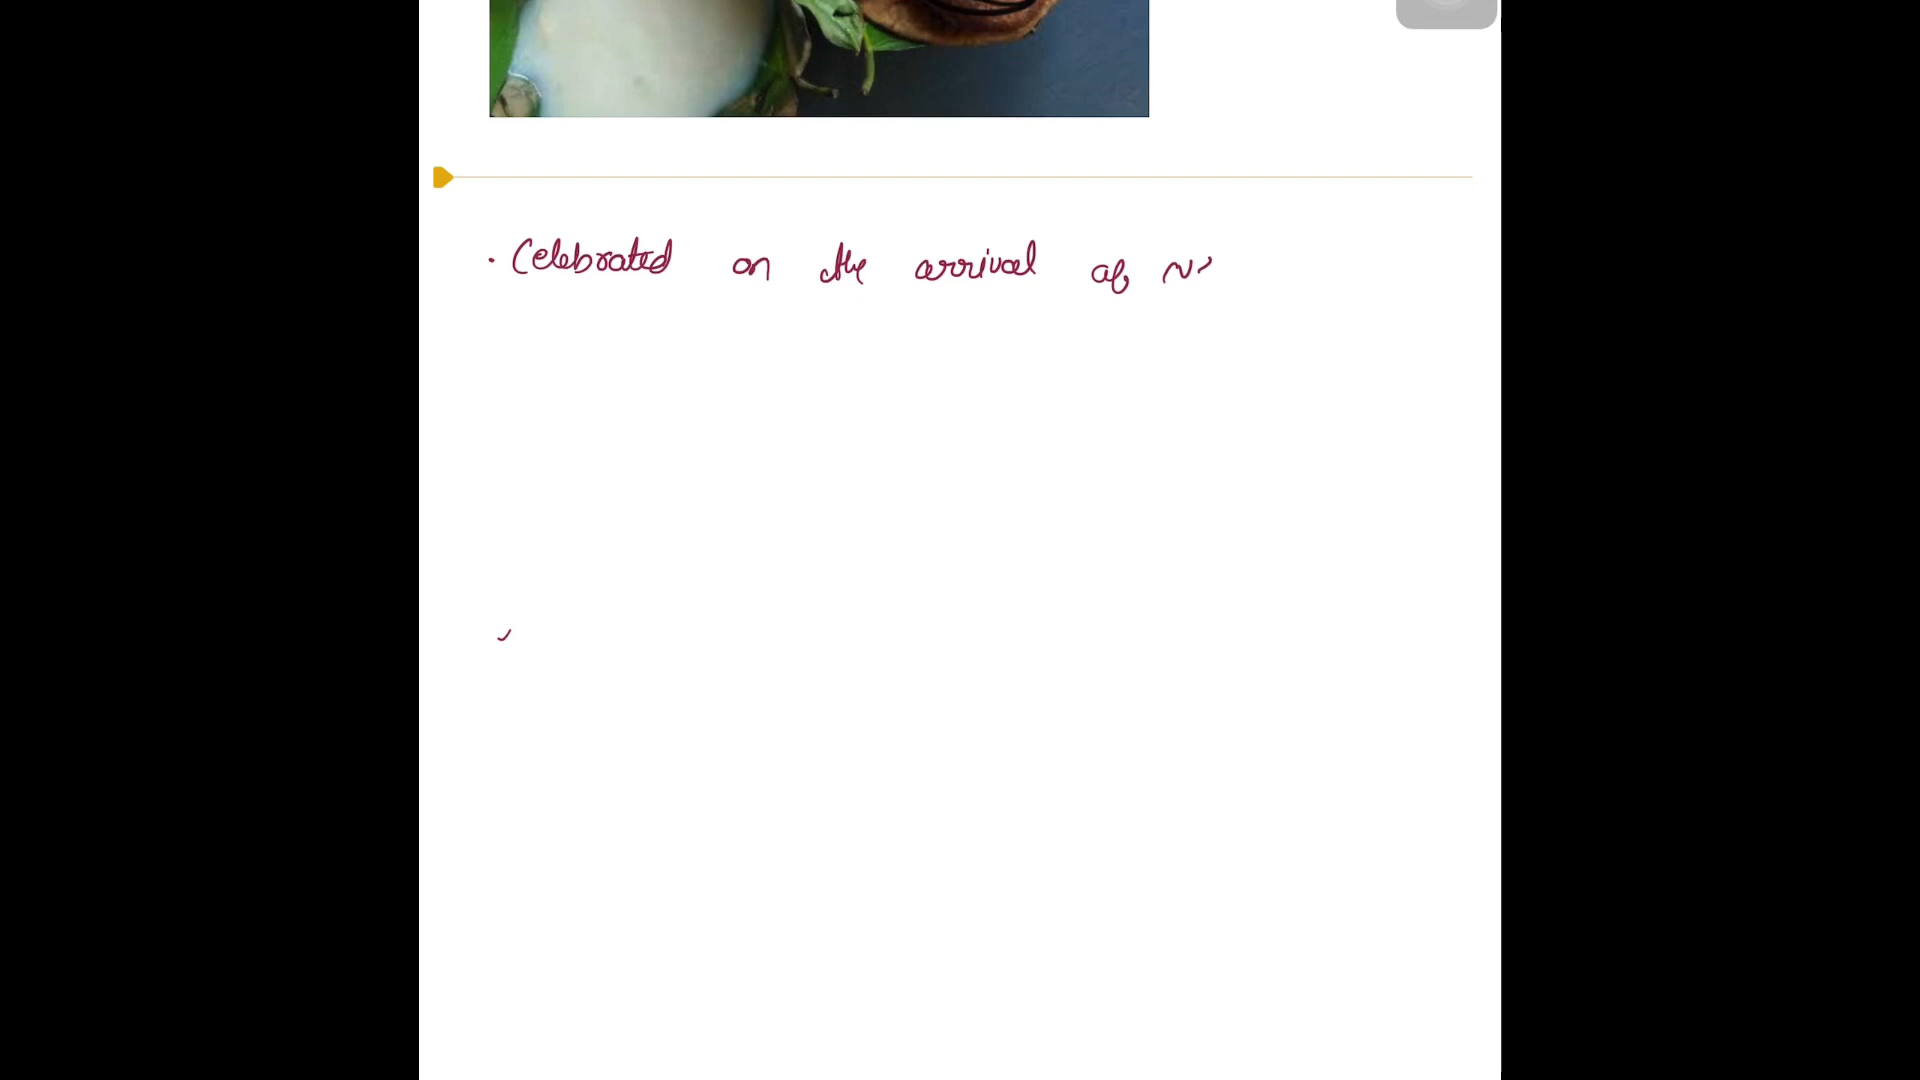 · Celebrated on the arrival of